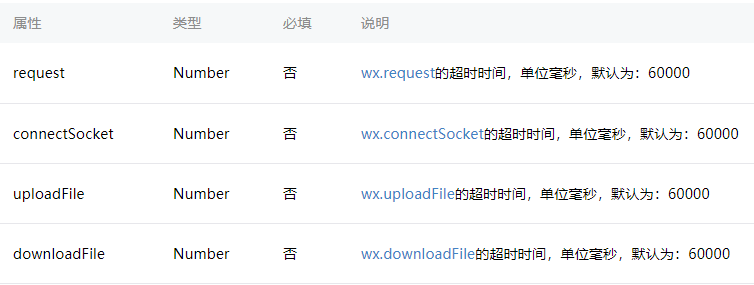 属性 类型 必填 说明
request Number 否 wx.request的超时时间，单位毫秒，默认为：60000
connectSocket Number 否 wx.connectSocket的超时时间，单位毫秒，默认为：60000
uploadFile Number 否 wx.uploadFile的超时时间，单位毫秒，默认为：60000
downloadFile Number 否 wx.downloadFile的超时时间，单位毫秒，默认为：60000